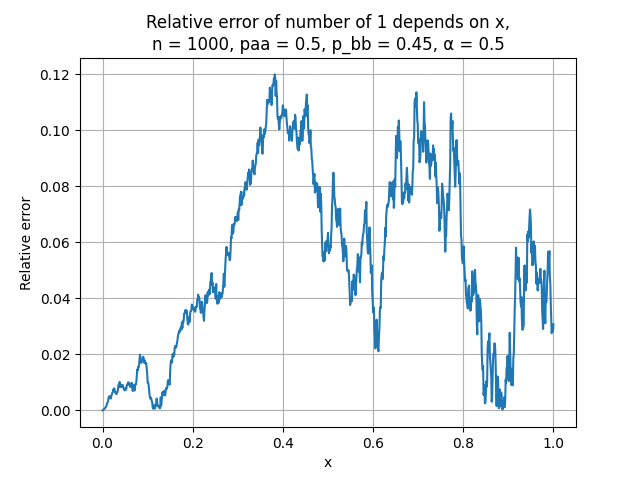 Relative error of number of 1 depends on x,
n = 1000, paa = 0.5, p_bb = 0.45, α = 0.5
0.12
0.10
0.08
0.06
0.04
0.02
0.00
Relative error
0.0 0.2 0.4 0.6 0.8 1.0
x